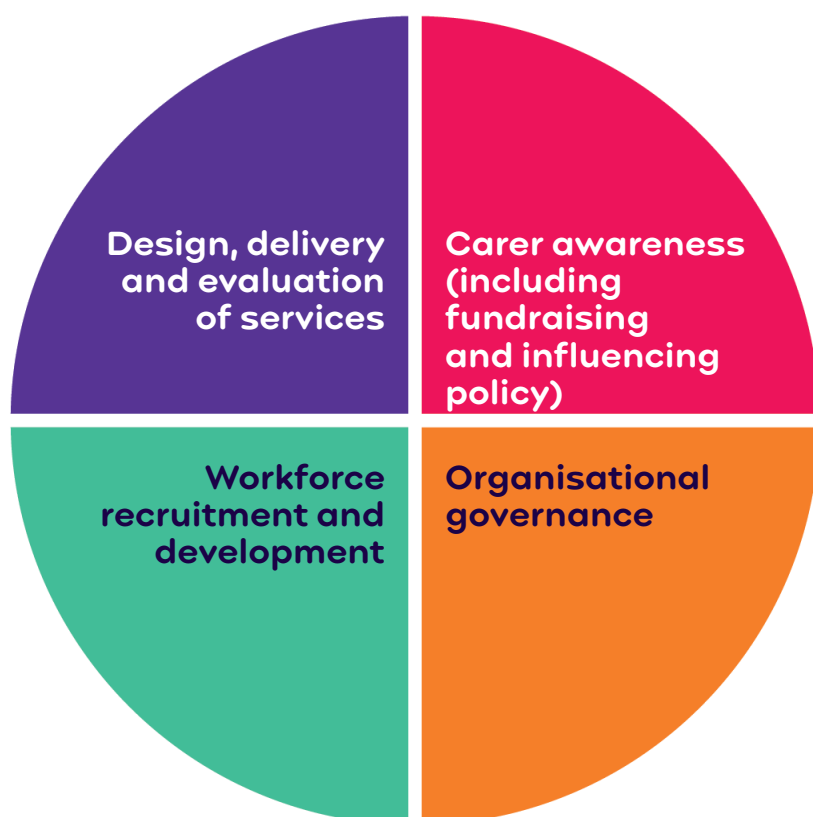 Design, delivery
and evaluation
of services
Carer awareness
(including
fundraising
and influencing
policy)
Workforce
recruitment and
development
Organisational
governance